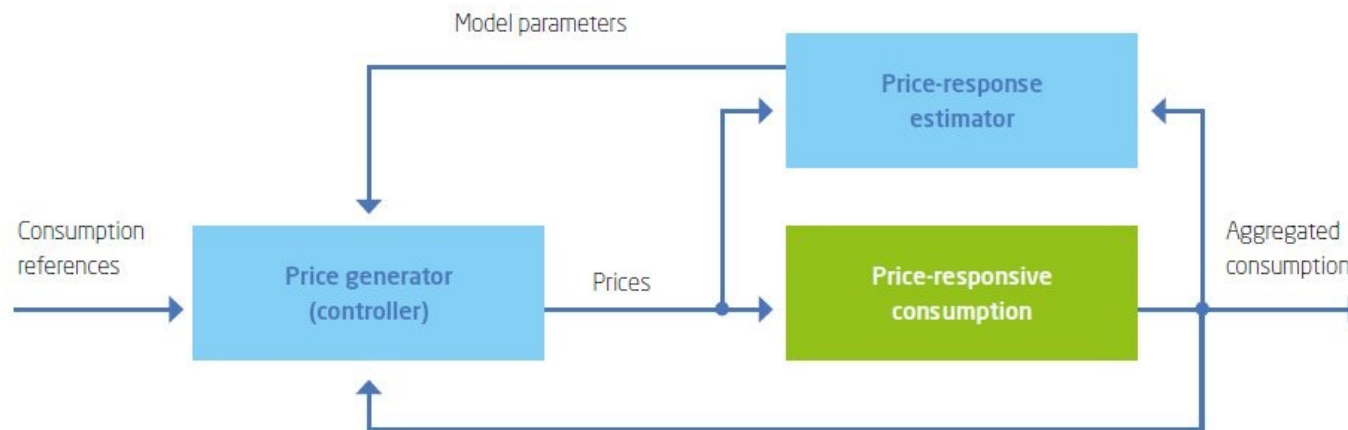 Model parameters
Price-response
estimator
Consumption
references
Price generator
(controller)
Prices
Price-responsive
consumption
Aggregated
consumption